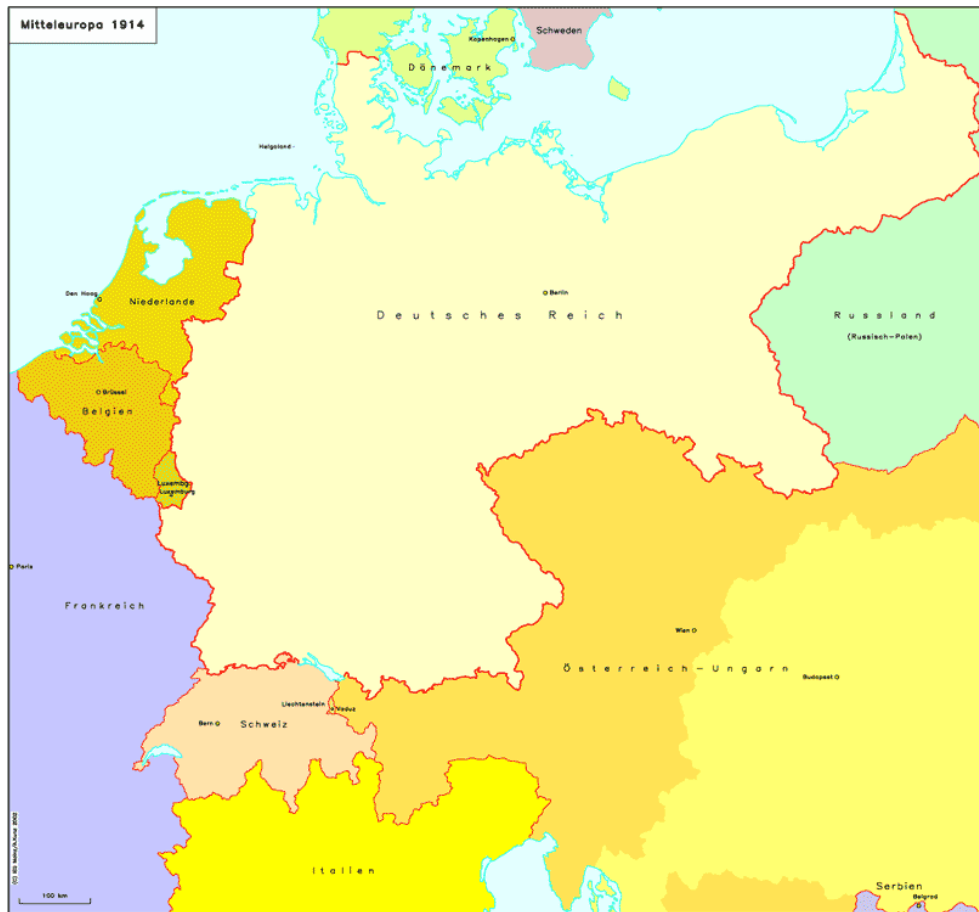 Mitteleuropa 1914
Schweden
Kopenhagen
Dänemark
Helgoland
Den Haag
Niederlande
Berlin
Deutsches Reich
Russland
(Russisch-Polen)
Brüssel
Belgien
Luxembg.
Luxemburg
Paris
Frankreich
Wien
Österreich-Ungarn
Budapest
Liechtenstein
Vaduz
Bern
Schweiz
Italien
Serbien
Belgrad
100 km